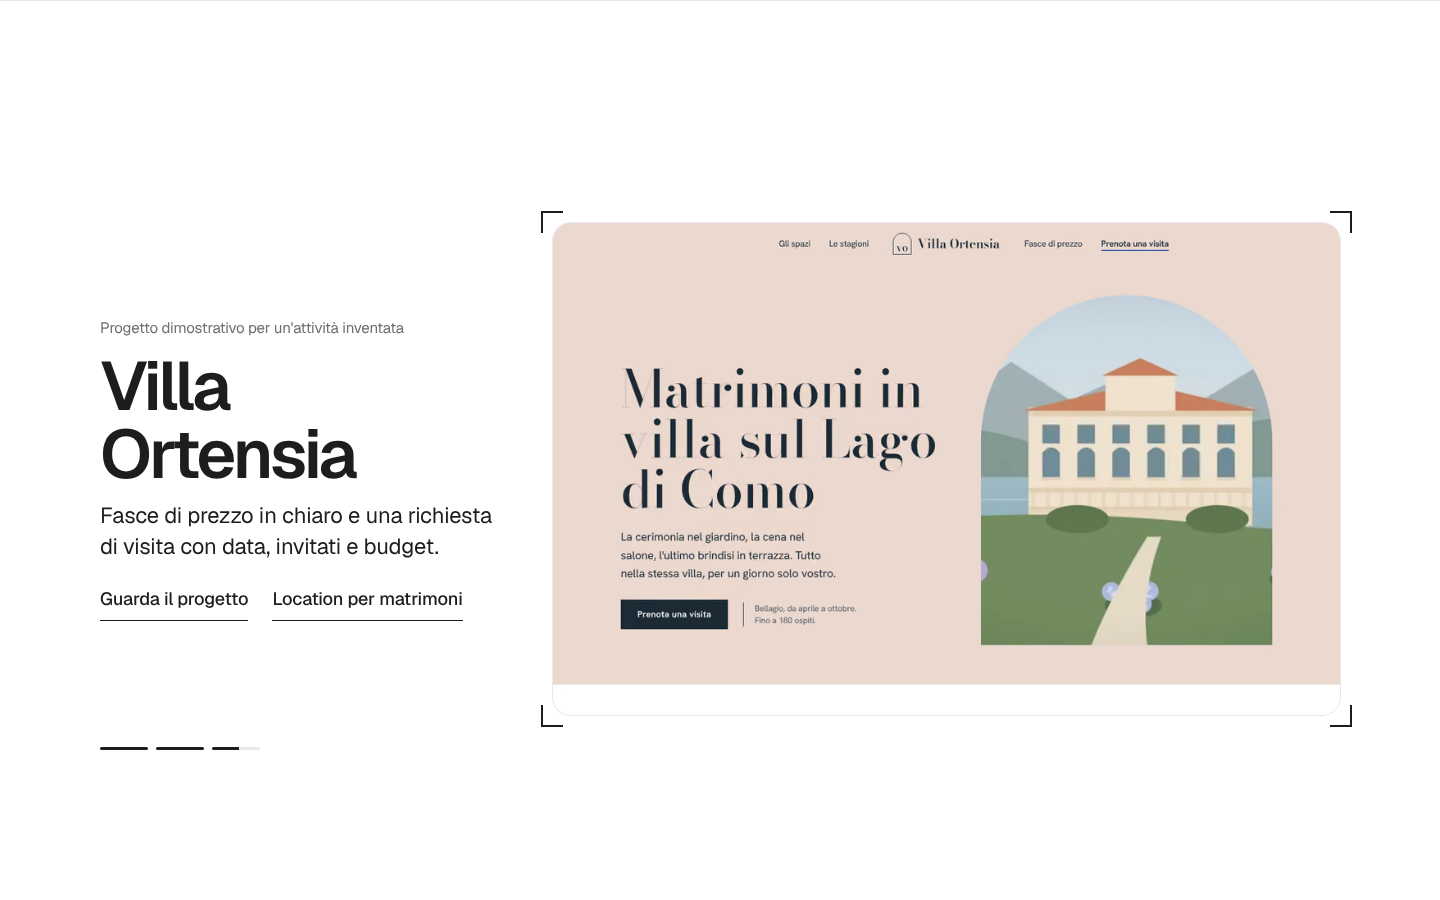 Progetto dimostrativo per un'attività inventata
Villa
Ortensia
Fasce di prezzo in chiaro e una richiesta
di visita con data, invitati e budget.
Guarda il progetto
Location per matrimoni
Gli spazi
Le stagioni
vo
Villa Ortensia
Fasce di prezzo
Prenota una visita
Matrimoni in
villa sul Lago
di Como
La cerimonia nel giardino, la cena nel
salone, l'ultimo brindisi in terrazza. Tutto
nella stessa villa, per un giorno solo vostro.
Prenota una visita
Bellagio, da aprile a ottobre.
Fino a 180 ospiti.